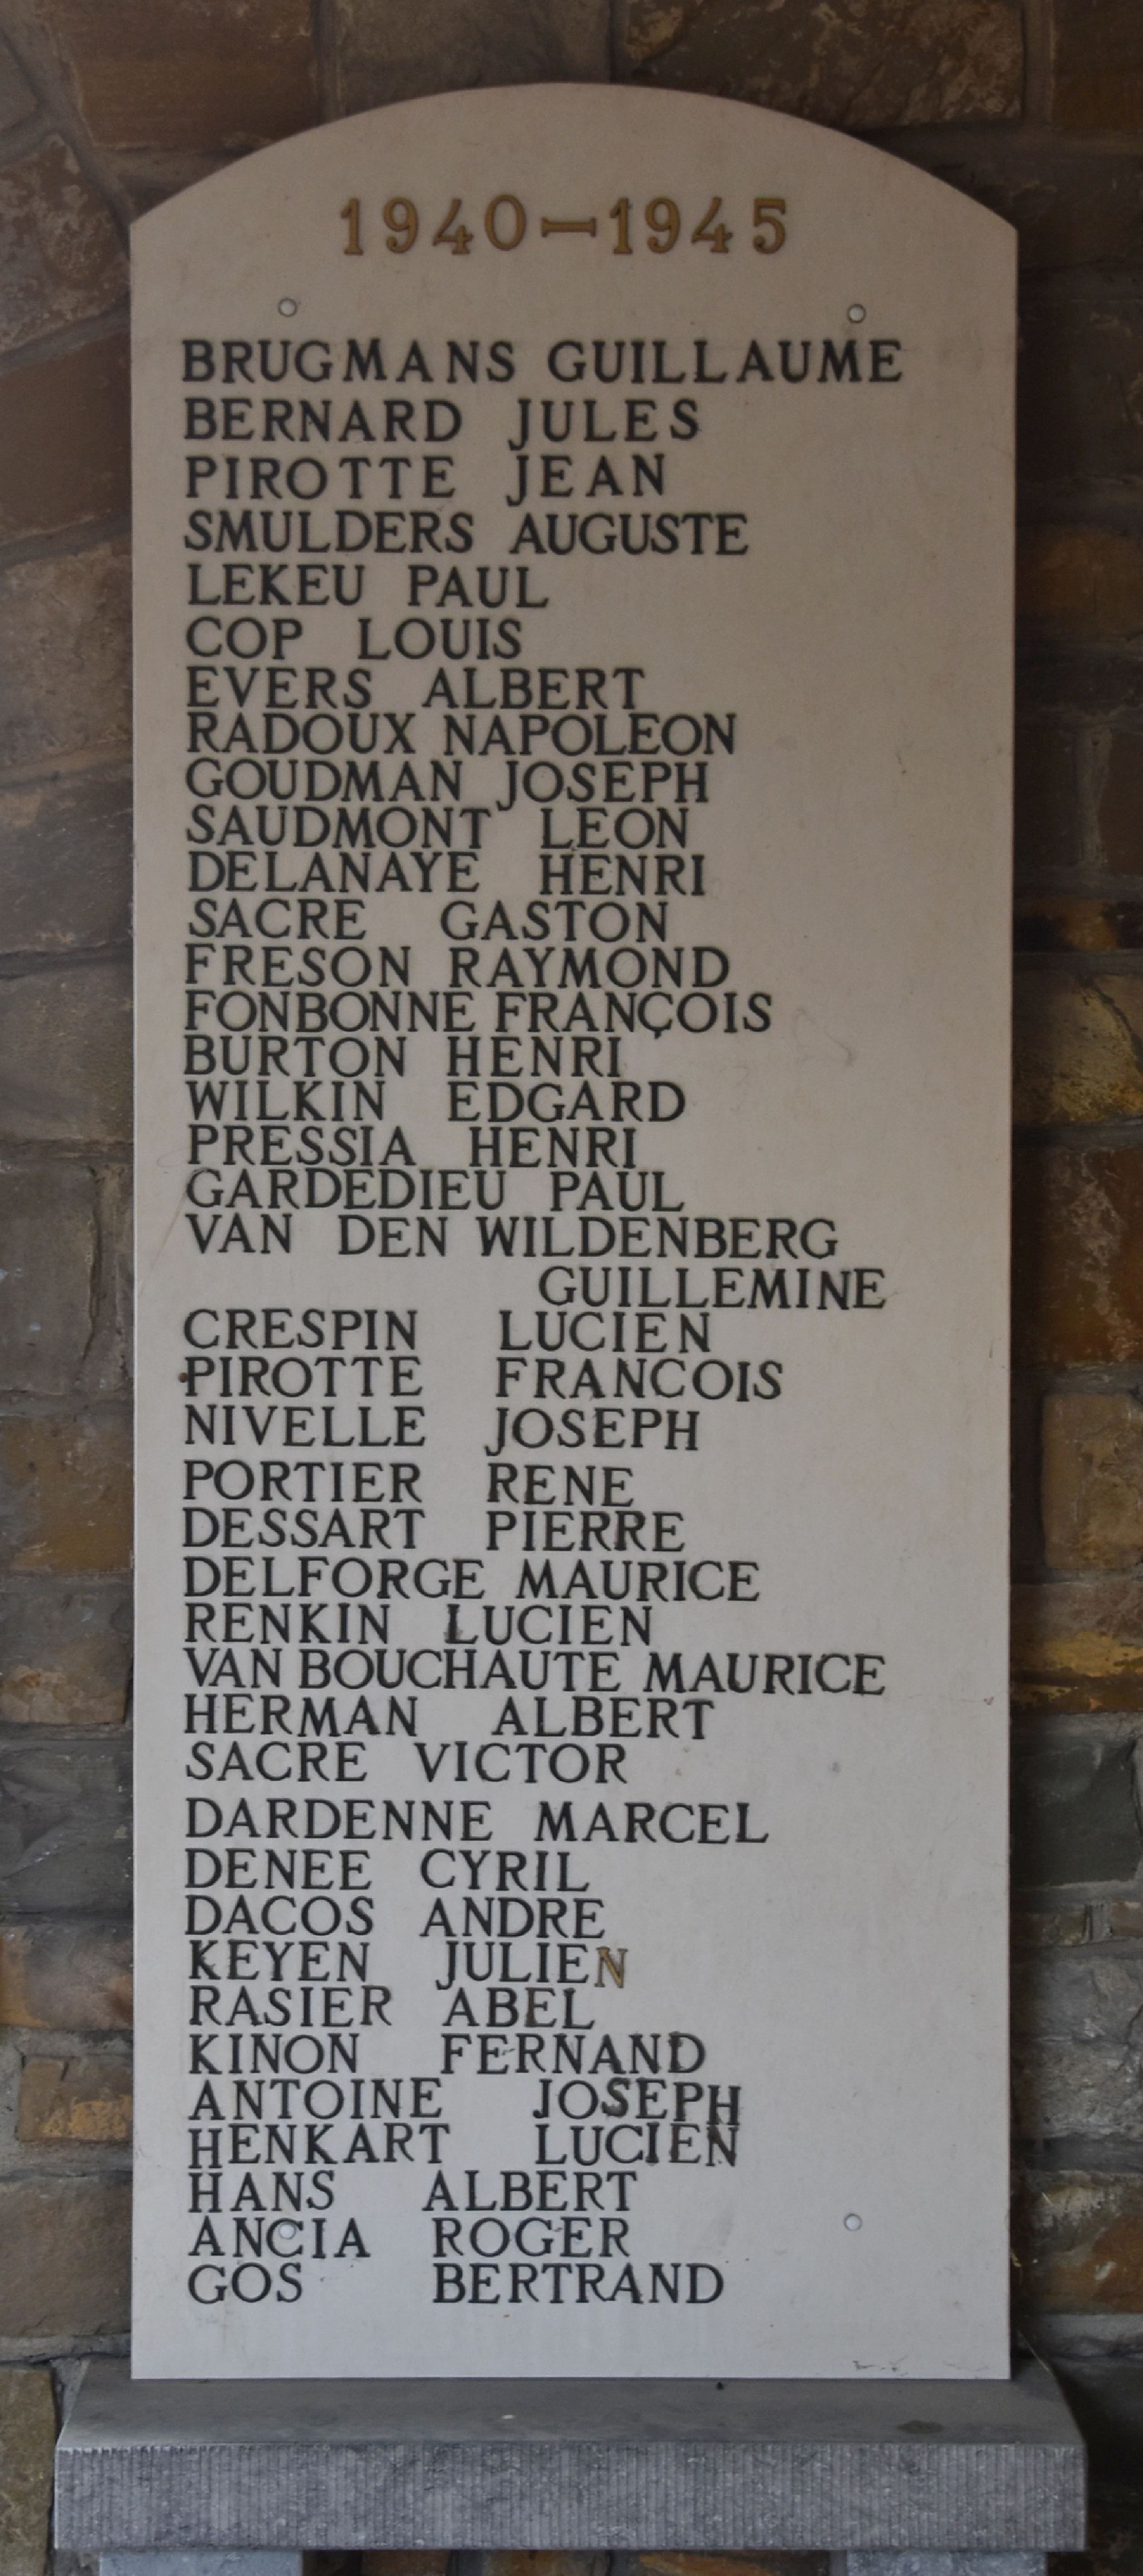 1940-1945
BRUGMANS GUILLAUME
BERNARD JULES
PIROTTE JEAN
SMULDERS AUGUSTE
LEKEU PAUL
COP LOUIS
EVERS ALBERT
RADOUX NAPOLEON
GOUDMAN JOSEPH
SAUDMONT LEON
DELANAYE HENRI
SACRE GASTON
FRESON RAYMOND
FONBONNE FRANÇOIS
BURTON HENRI
WILKIN EDGARD
PRESSIA HENRI
GARDEDIEU PAUL
VAN DEN WILDENBERG
GUILLEMINE
CRESPIN LUCIEN
PIROTTE FRANCOIS
NIVELLE JOSEPH
PORTIER RENE
DESSART PIERRE
DELFORGE MAURICE
RENKIN LUCIEN
VAN BOUCHAUTE MAURICE
HERMAN ALBERT
SACRE VICTOR
DARDENNE MARCEL
DENEE CYRIL
DACOS ANDRE
KEYEN JULIEN
RASIER ABEL
KINON FERNAND
ANTOINE JOSEPH
HENKART LUCIEN
HANS ALBERT
ANCIA ROGER
GOS BERTRAND